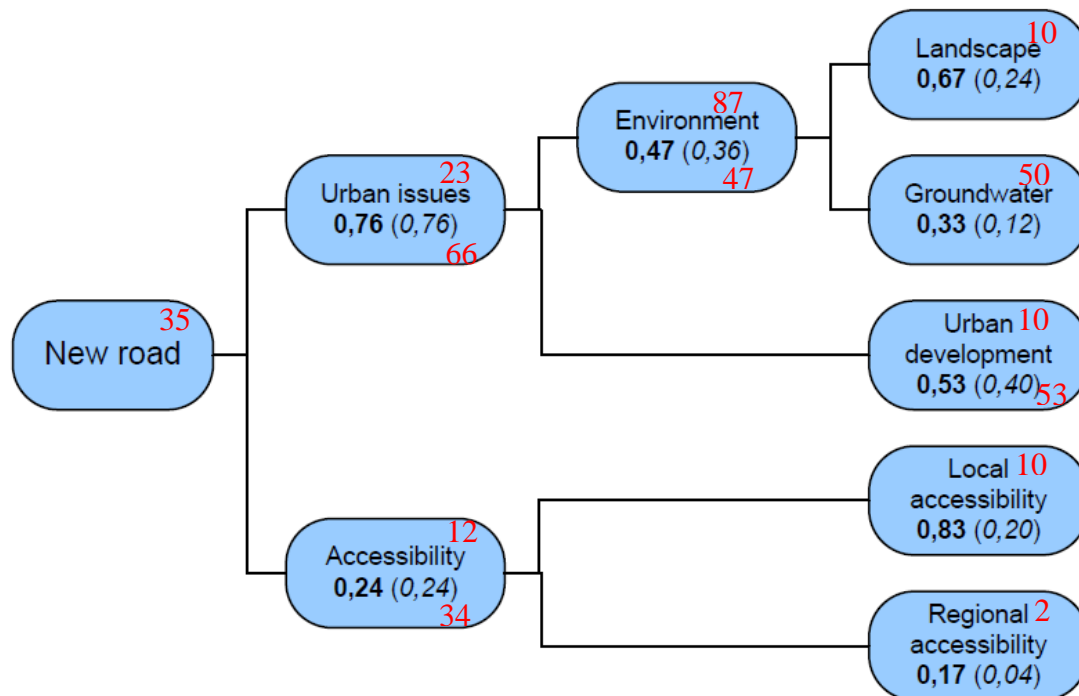 35
New road
23
Urban issues
0,76 (0,76)
66
12
Accessibility
0,24 (0,24)
34
87
Environment
0,47 (0,36)
47
10
Landscape
0,67 (0,24)
50
Groundwater
0,33 (0,12)
Urban 10
development
0,53 (0,40)
53
Local 10
accessibility
0,83 (0,20)
Regional 2
accessibility
0,17 (0,04)